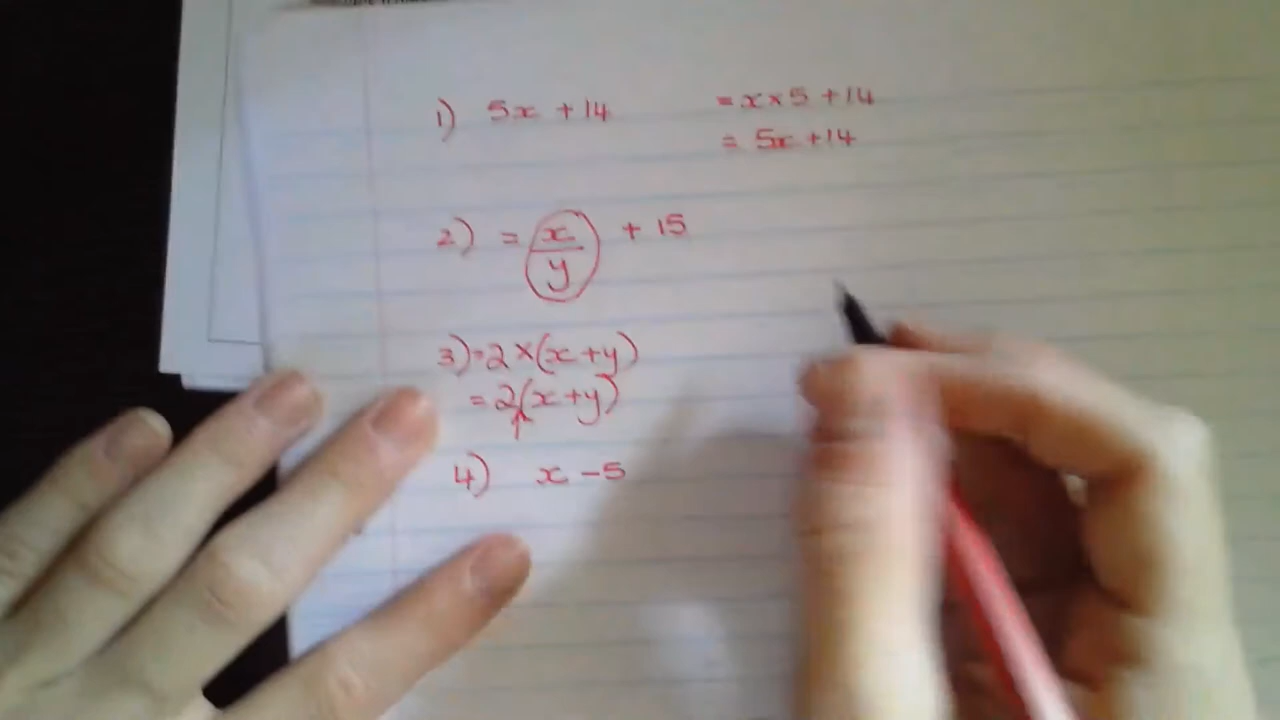 1) 5x + 14 = x × 5 + 14
= 5x + 14
2) = x/y + 15
3) = 2 × (x + y)
= 2(x + y)
4) x - 5